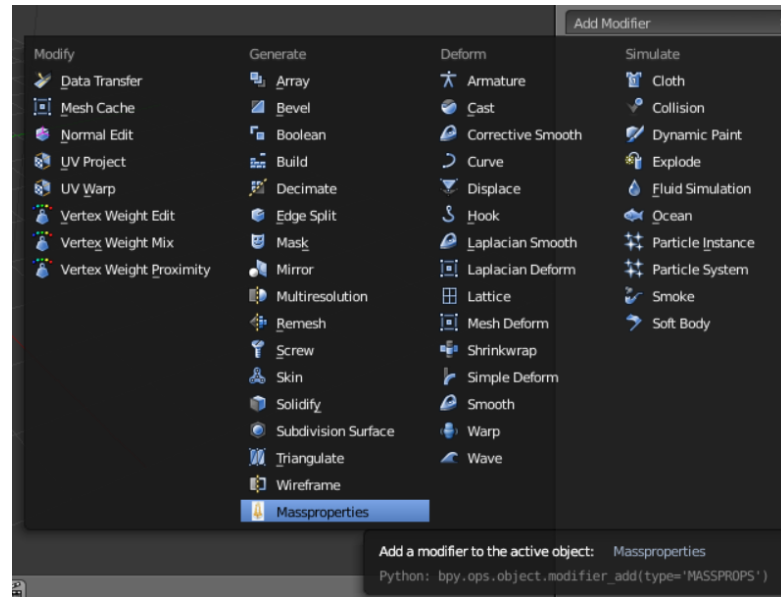 Add Modifier
Modify
Data Transfer
Mesh Cache
Normal Edit
UV Project
UV Warp
Vertex Weight Edit
Vertex Weight Mix
Vertex Weight Proximity
Generate
Array
Bevel
Boolean
Build
Decimate
Edge Split
Mask
Mirror
Multiresolution
Remesh
Screw
Skin
Solidify
Subdivision Surface
Triangulate
Wireframe
Massproperties
Deform
Armature
Cast
Corrective Smooth
Curve
Displace
Hook
Laplacian Smooth
Laplacian Deform
Lattice
Mesh Deform
Shrinkwrap
Simple Deform
Smooth
Warp
Wave
Simulate
Cloth
Collision
Dynamic Paint
Explode
Fluid Simulation
Ocean
Particle Instance
Particle System
Smoke
Soft Body
Add a modifier to the active object: Massproperties
Python: bpy.ops.object.modifier_add(type='MASSPROPS')